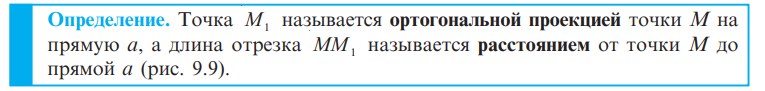 Определение. Точка M₁ называется ортогональной проекцией точки M на
прямую a, а длина отрезка MM₁ называется расстоянием от точки M до
прямой a (рис. 9.9).